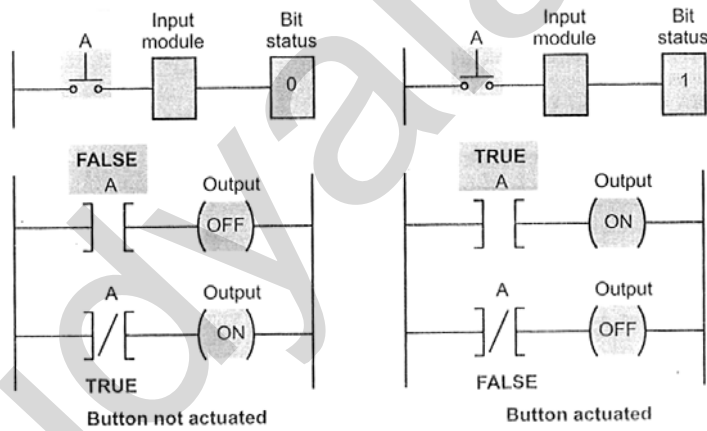 A
Input
module
Bit
status
0
FALSE
A
Output
OFF
A
Output
ON
TRUE
Button not actuated
A
Input
module
Bit
status
1
TRUE
A
Output
ON
A
Output
OFF
FALSE
Button actuated